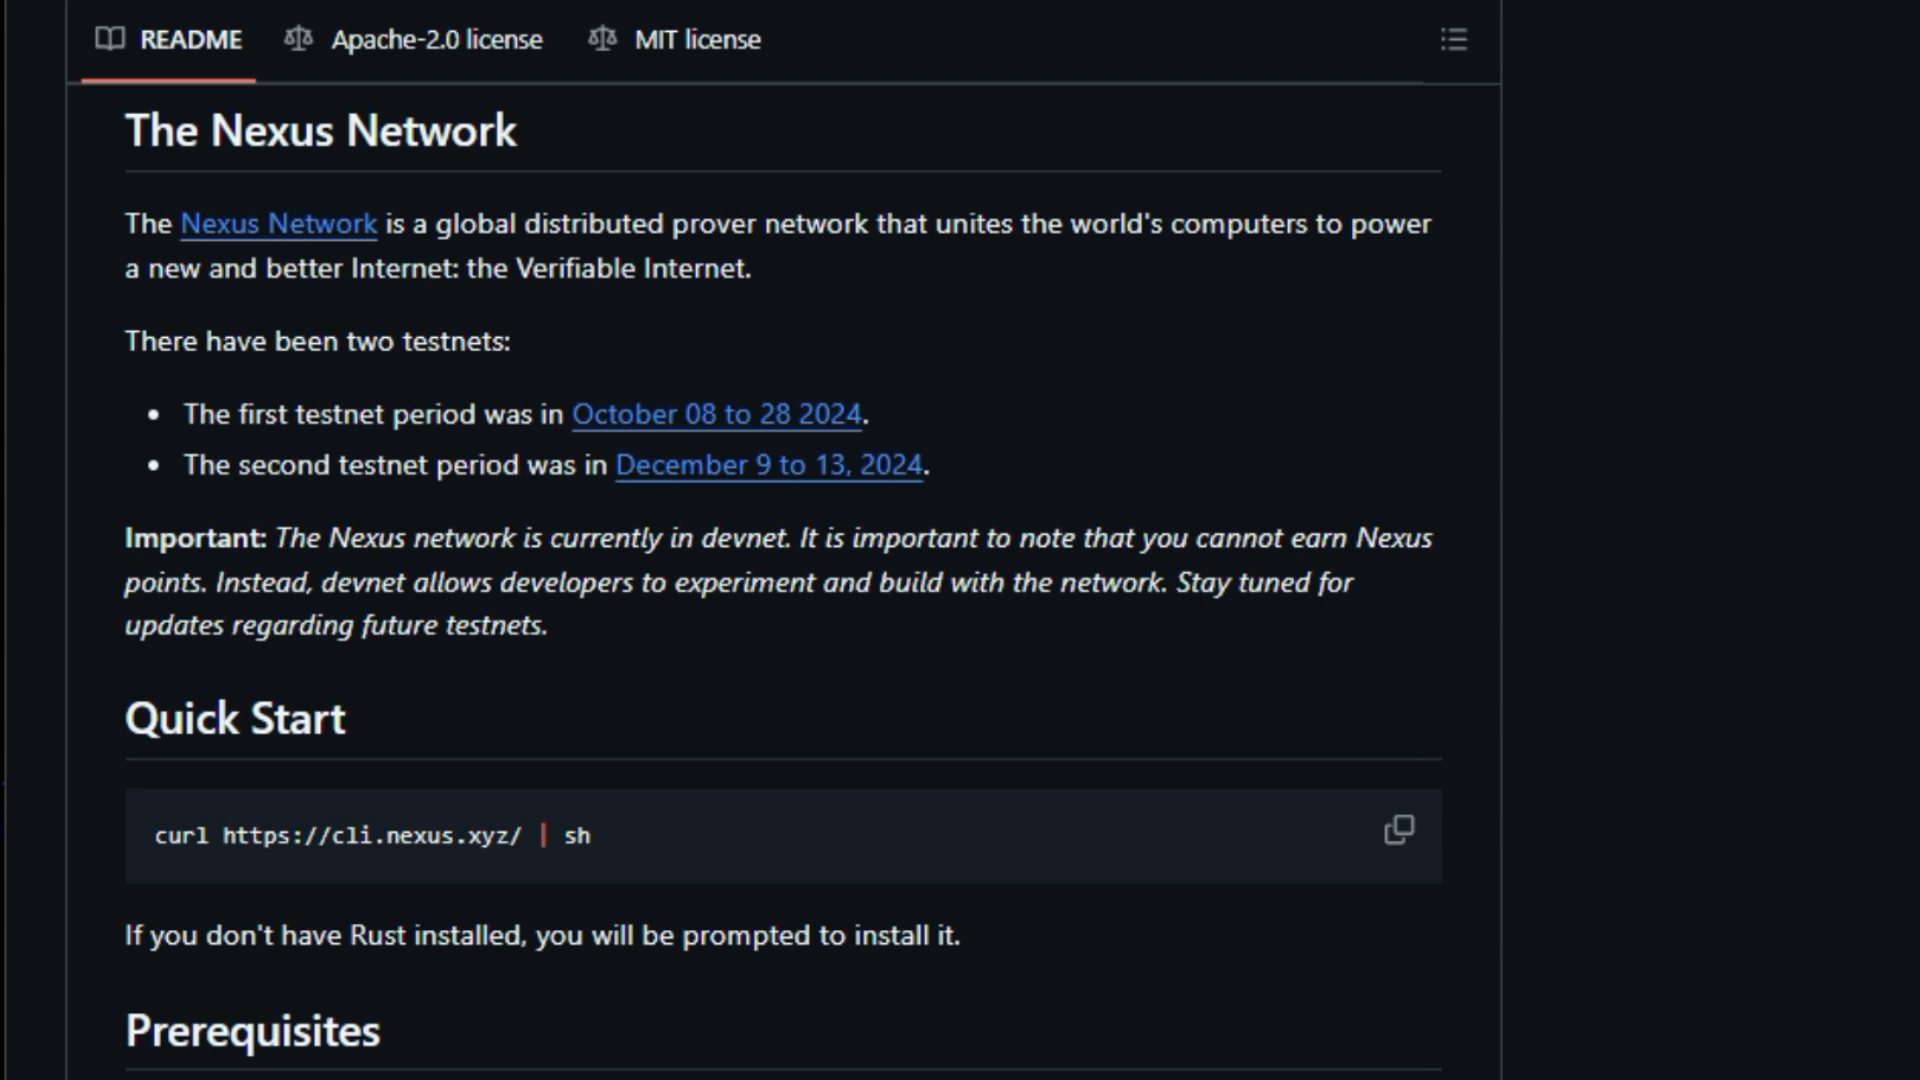 README Apache-2.0 license MIT license
The Nexus Network
The Nexus Network is a global distributed prover network that unites the world's computers to power
a new and better Internet: the Verifiable Internet.
There have been two testnets:
• The first testnet period was in October 08 to 28 2024.
• The second testnet period was in December 9 to 13, 2024.
Important: The Nexus network is currently in devnet. It is important to note that you cannot earn Nexus
points. Instead, devnet allows developers to experiment and build with the network. Stay tuned for
updates regarding future testnets.
Quick Start
curl https://cli.nexus.xyz/ | sh
If you don't have Rust installed, you will be prompted to install it.
Prerequisites